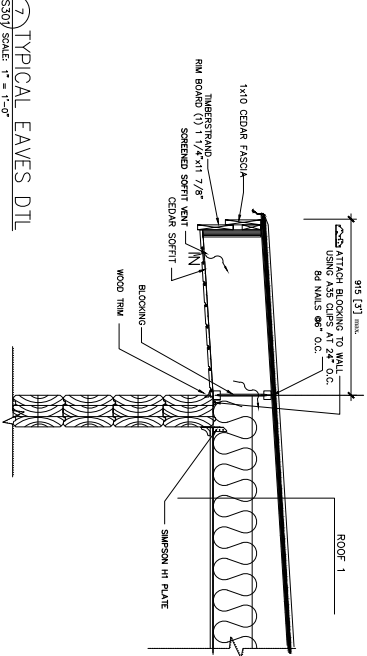 915 [3'] max.
ATTACH BLOCKING TO WALL
USING A35 CLIPS AT 24" O.C.
8d NAILS @6" O.C.
ROOF 1
1x10 CEDAR FASCIA
TIMBERSTRAND
RIM BOARD (1) 1 1/4"x11 7/8"
SCREENED SOFFIT VENT
CEDAR SOFFIT
IN
BLOCKING
WOOD TRIM
SIMPSON H1 PLATE
7
S301
TYPICAL EAVES DTL
SCALE: 1" = 1'-0"